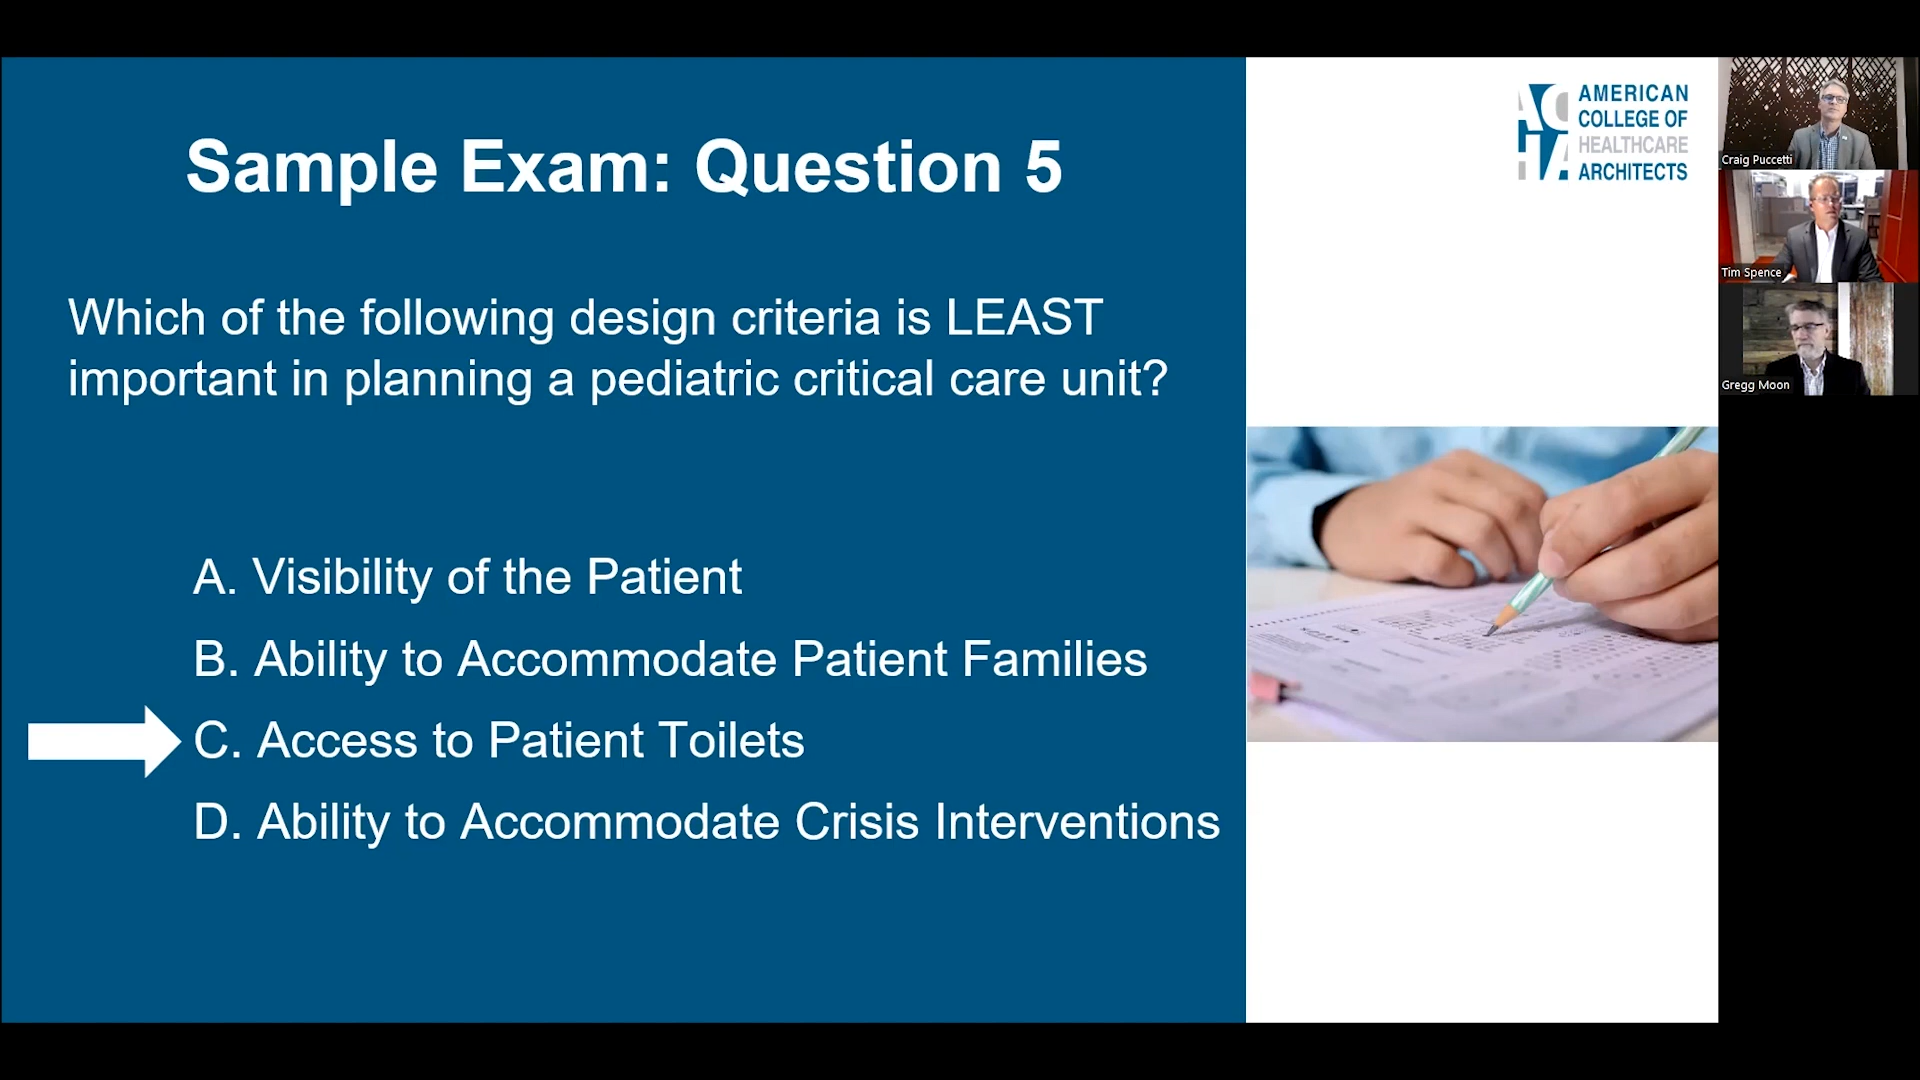 Sample Exam: Question 5
Which of the following design criteria is LEAST
important in planning a pediatric critical care unit?
A. Visibility of the Patient
B. Ability to Accommodate Patient Families
C. Access to Patient Toilets
D. Ability to Accommodate Crisis Interventions
ACHA
AMERICAN
COLLEGE OF
HEALTHCARE
ARCHITECTS
Craig Puccetti
Tim Spence
Gregg Moon